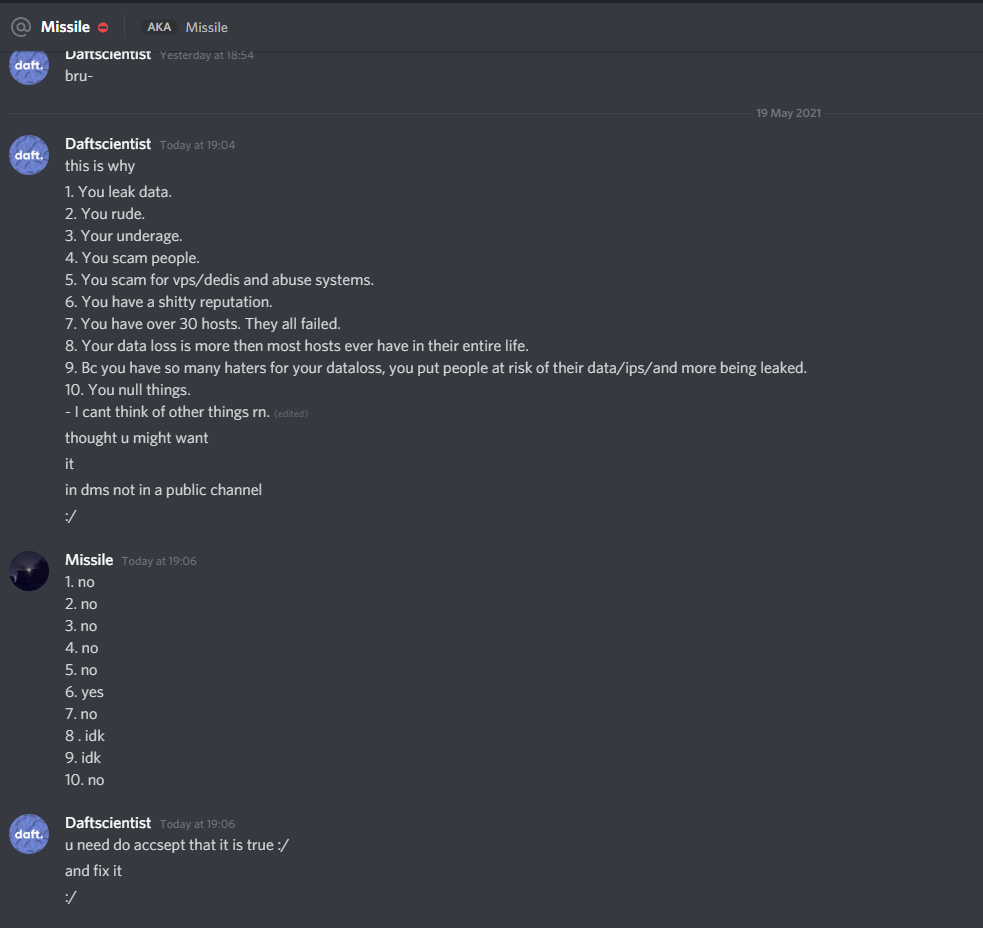 @ Missile AKA Missile
daft. Daftscientist Yesterday at 18:54
bru-
19 May 2021
daft. Daftscientist Today at 19:04
this is why
1. You leak data.
2. You rude.
3. Your underage.
4. You scam people.
5. You scam for vps/dedis and abuse systems.
6. You have a shitty reputation.
7. You have over 30 hosts. They all failed.
8. Your data loss is more then most hosts ever have in their entire life.
9. Bc you have so many haters for your dataloss, you put people at risk of their data/ips/and more being leaked.
10. You null things.
- I cant think of other things rn. (edited)
thought u might want
it
in dms not in a public channel
:/
Missile Today at 19:06
1. no
2. no
3. no
4. no
5. no
6. yes
7. no
8 . idk
9. idk
10. no
daft. Daftscientist Today at 19:06
u need do accsept that it is true :/
and fix it
:/